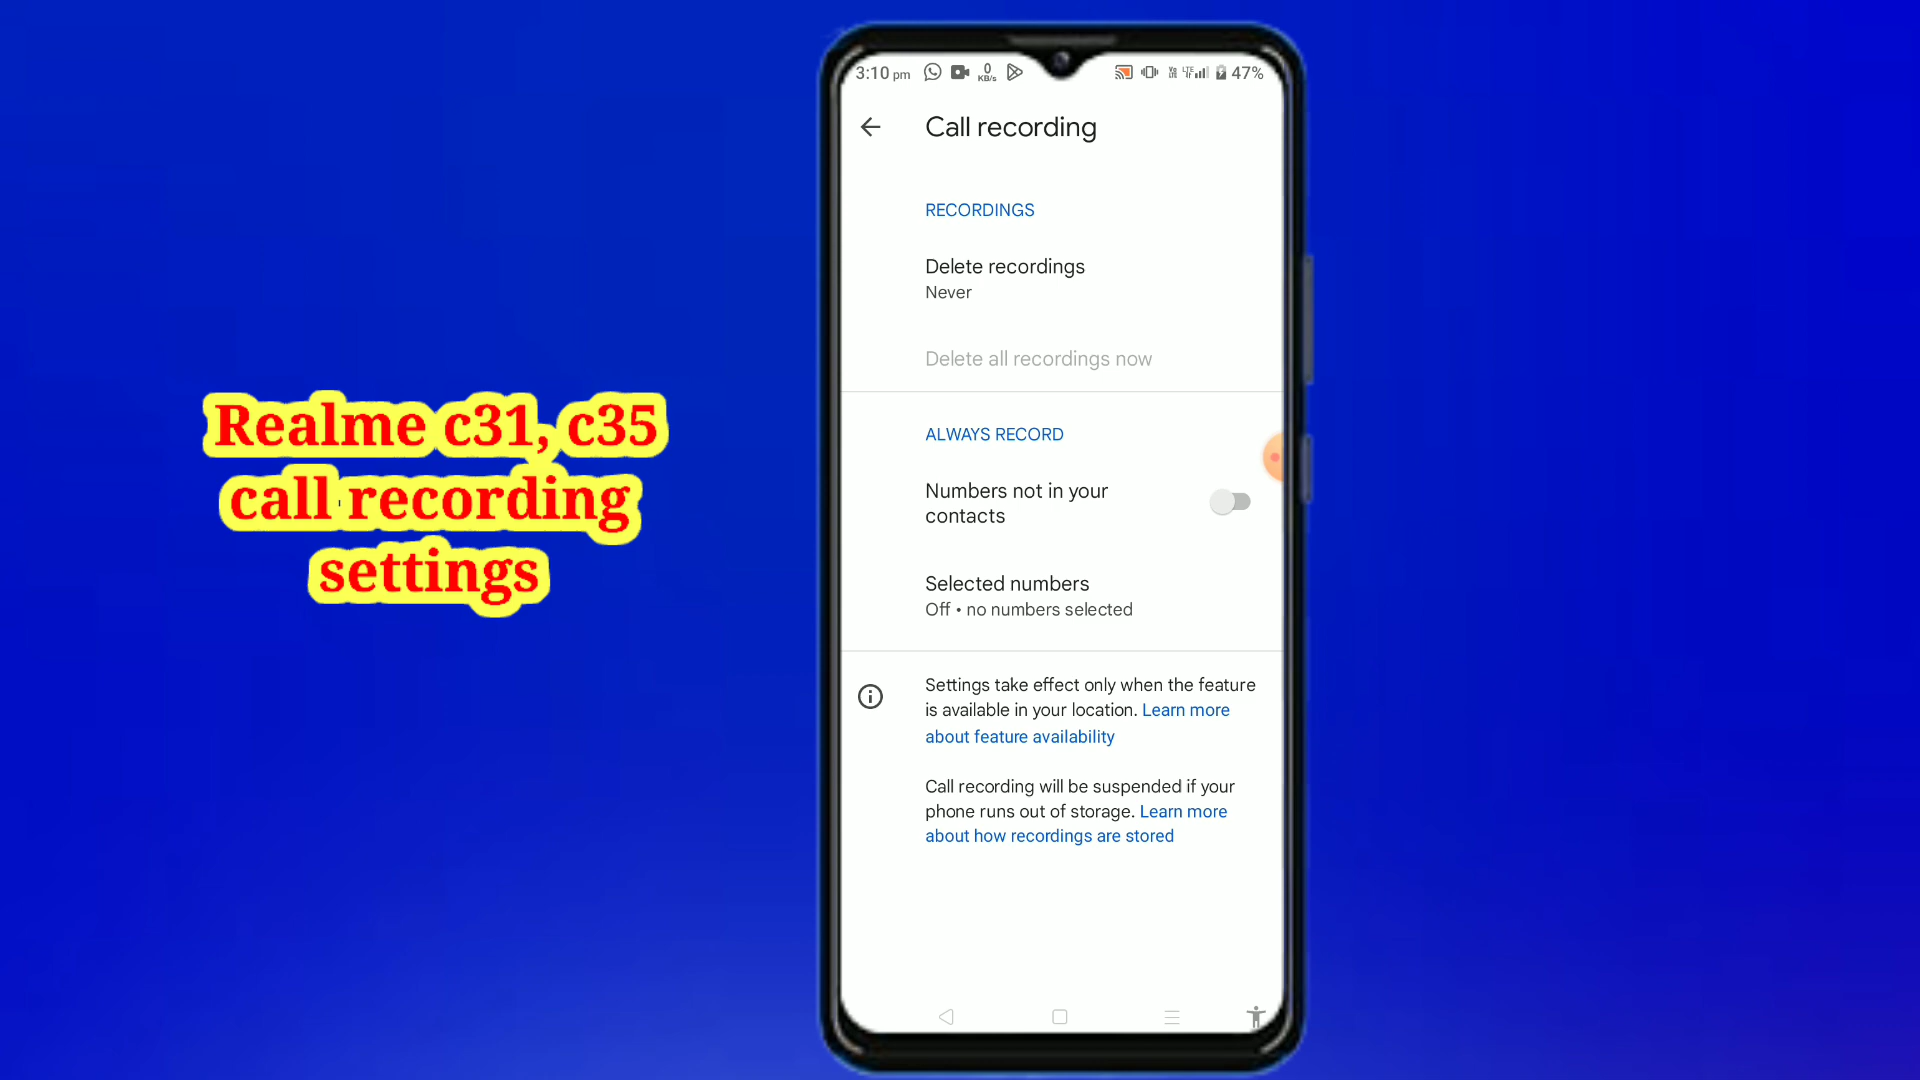 Realme c31, c35
call recording
settings
3:10 pm 0 KB/s LTE 47%
Call recording
RECORDINGS
Delete recordings
Never
Delete all recordings now
ALWAYS RECORD
Numbers not in your
contacts
Selected numbers
Off • no numbers selected
Settings take effect only when the feature
is available in your location. Learn more
about feature availability
Call recording will be suspended if your
phone runs out of storage. Learn more
about how recordings are stored